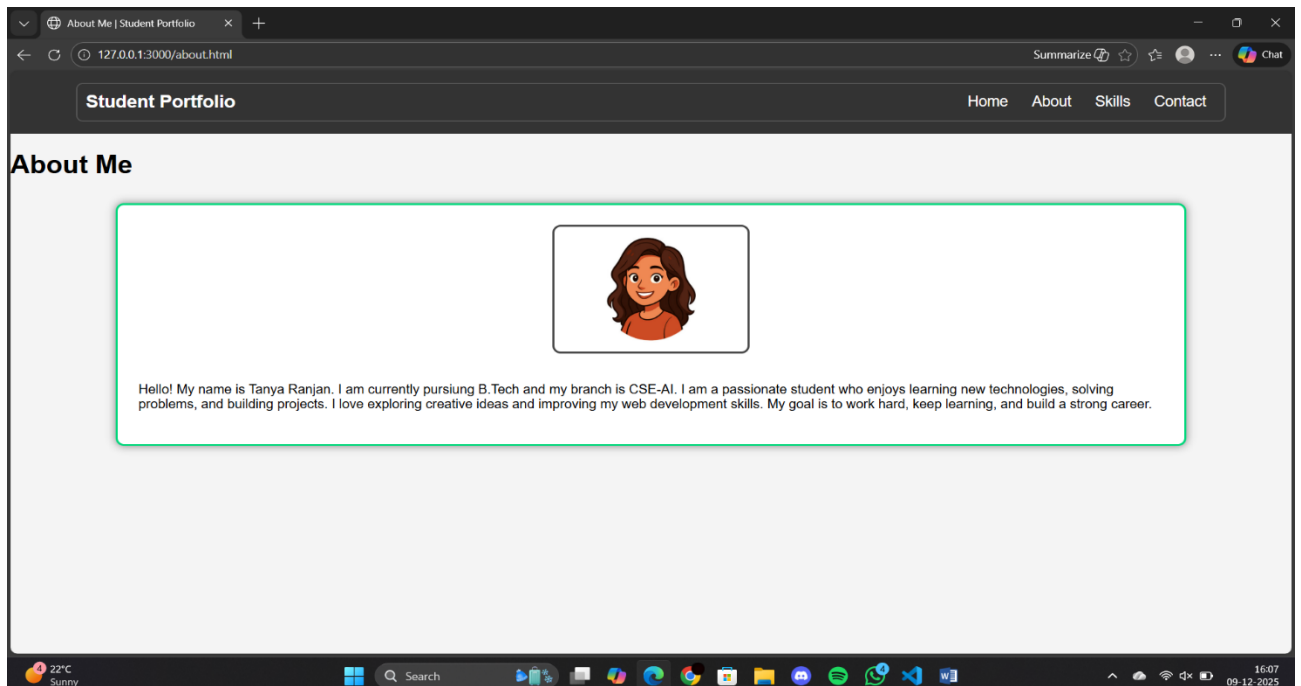 About Me | Student Portfolio
127.0.0.1:3000/about.html
Summarize
Chat
Student Portfolio
Home About Skills Contact
About Me
Hello! My name is Tanya Ranjan. I am currently pursiung B.Tech and my branch is CSE-AI. I am a passionate student who enjoys learning new technologies, solving
problems, and building projects. I love exploring creative ideas and improving my web development skills. My goal is to work hard, keep learning, and build a strong career.
4
22°C
Sunny
Search
9
16:07
09-12-2025